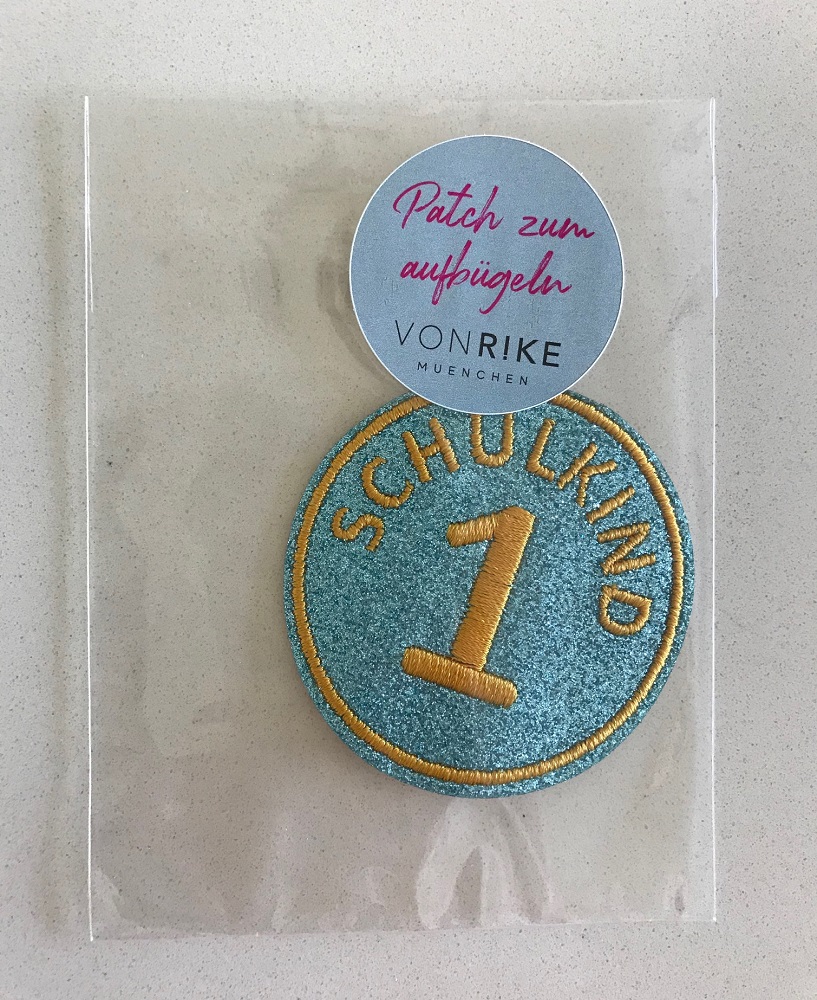 Patch zum
aufbügeln
VONR!KE
MUENCHEN
SCHULKIND
1